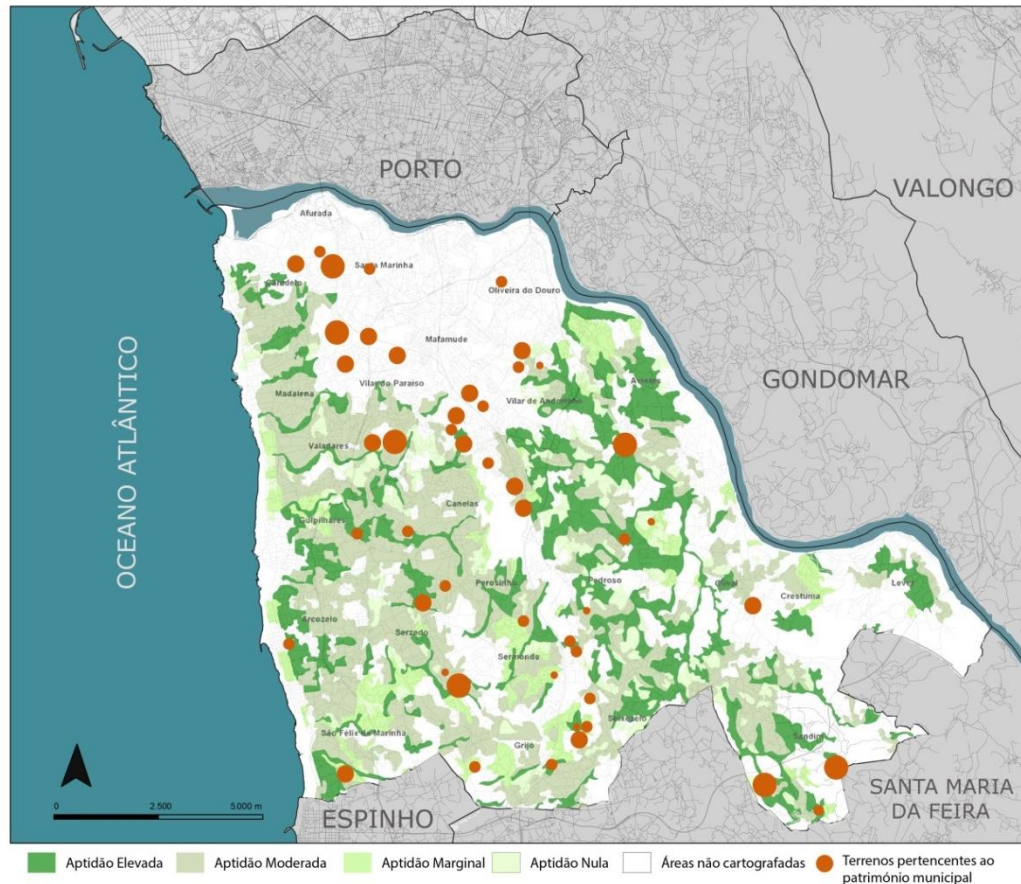 PORTO
VALONGO
Afurada
Santa Marinha
Canidelo
Oliveira do Douro
Mafamude
GONDOMAR
OCEANO ATLÂNTICO
Vilar do Paraíso
Avintes
Madalena
Vilar de Andorinho
Valadares
Canelas
Gulpilhares
Perosinho
Pedroso
Olival
Lever
Crestuma
Arcozelo
Serzedo
Sermonde
Seixezelo
São Félix da Marinha
Grijó
Sandim
SANTA MARIA
DA FEIRA
0 2.500 5.000 m
ESPINHO
Aptidão Elevada
Aptidão Moderada
Aptidão Marginal
Aptidão Nula
Áreas não cartografadas
Terrenos pertencentes ao
património municipal